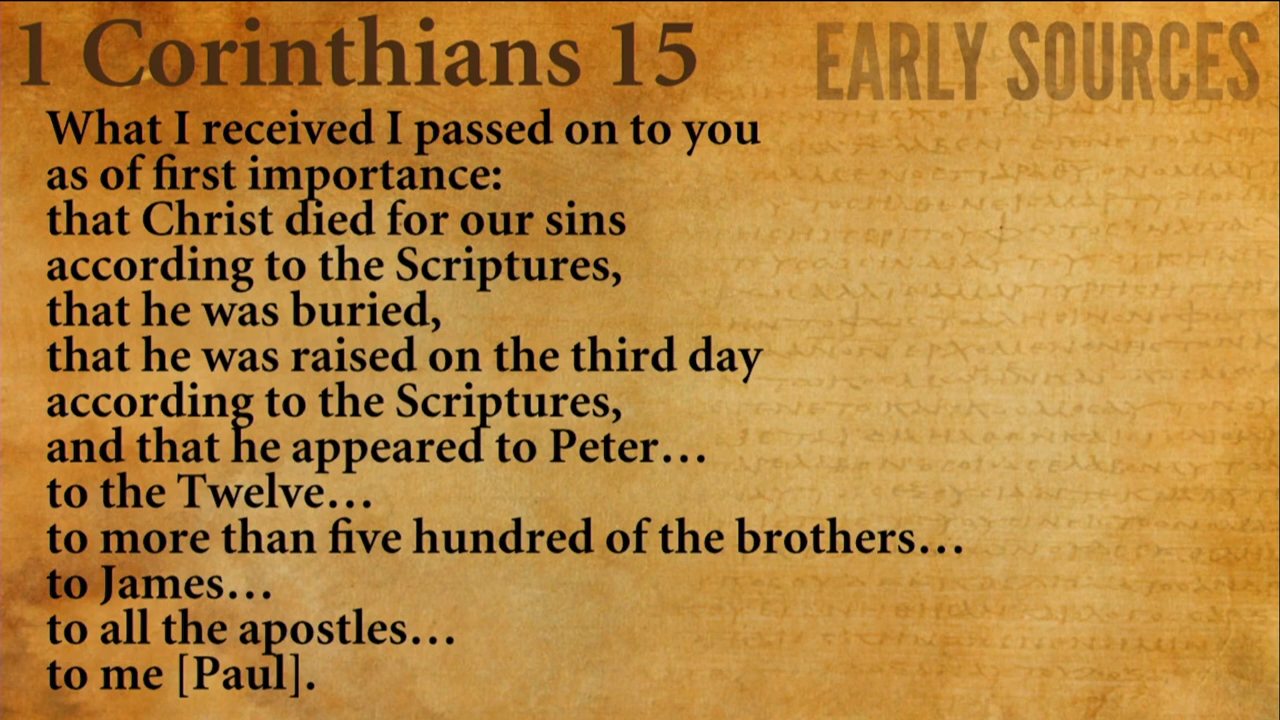 1 Corinthians 15
EARLY SOURCES
What I received I passed on to you
as of first importance:
that Christ died for our sins
according to the Scriptures,
that he was buried,
that he was raised on the third day
according to the Scriptures,
and that he appeared to Peter…
to the Twelve…
to more than five hundred of the brothers…
to James…
to all the apostles…
to me [Paul].